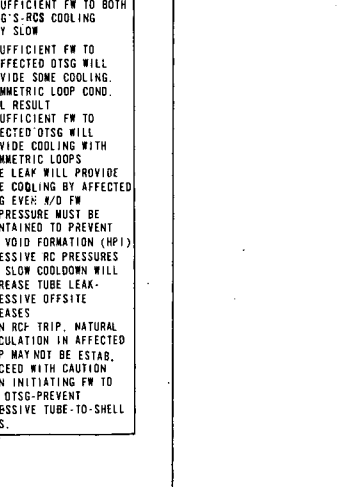 UFFICIENT FW TO BOTH
G'S-RCS COOLING
Y SLOW
UFFICIENT FW TO
FFECTED OTSG WILL
VIDE SOME COOLING.
MMETRIC LOOP COND.
L RESULT
UFFICIENT FW TO
ECTED OTSG WILL
VIDE COOLING WITH
MMETRIC LOOPS
E LEAK WILL PROVIDE
E COOLING BY AFFECTED
G EVEN W/O FW
PRESSURE MUST BE
NTAINED TO PREVENT
VOID FORMATION (HPI)
ESSIVE RC PRESSURES
SLOW COOLDOWN WILL
REASE TUBE LEAK-
ESSIVE OFFSITE
EASES
N RCP TRIP, NATURAL
CULATION IN AFFECTED
P MAY NOT BE ESTAB,
CEED WITH CAUTION
N INITIATING FW TO
OTSG-PREVENT
ESSIVE TUBE-TO-SHELL
S.